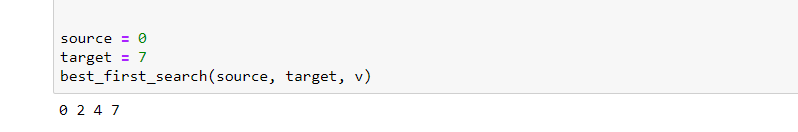 source = 0
target = 7
best_first_search(source, target, v)
0 2 4 7